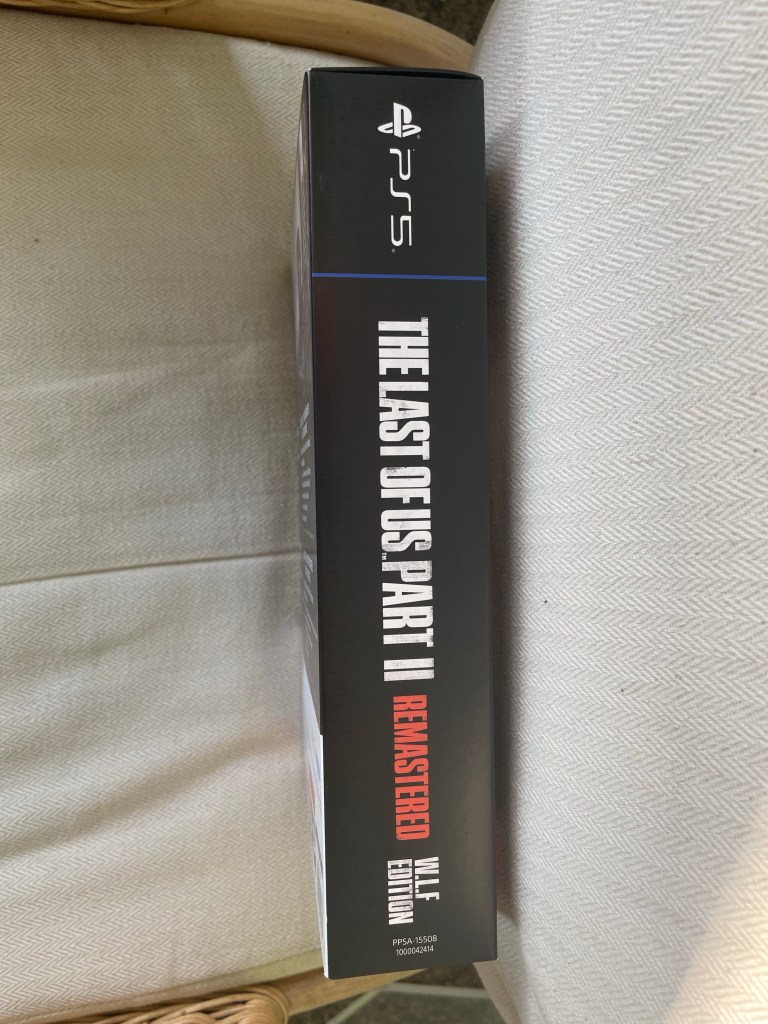 PS5
THE LAST OF US PART II
REMASTERED
W.L.F
EDITION
PPSA-15508
1000042414